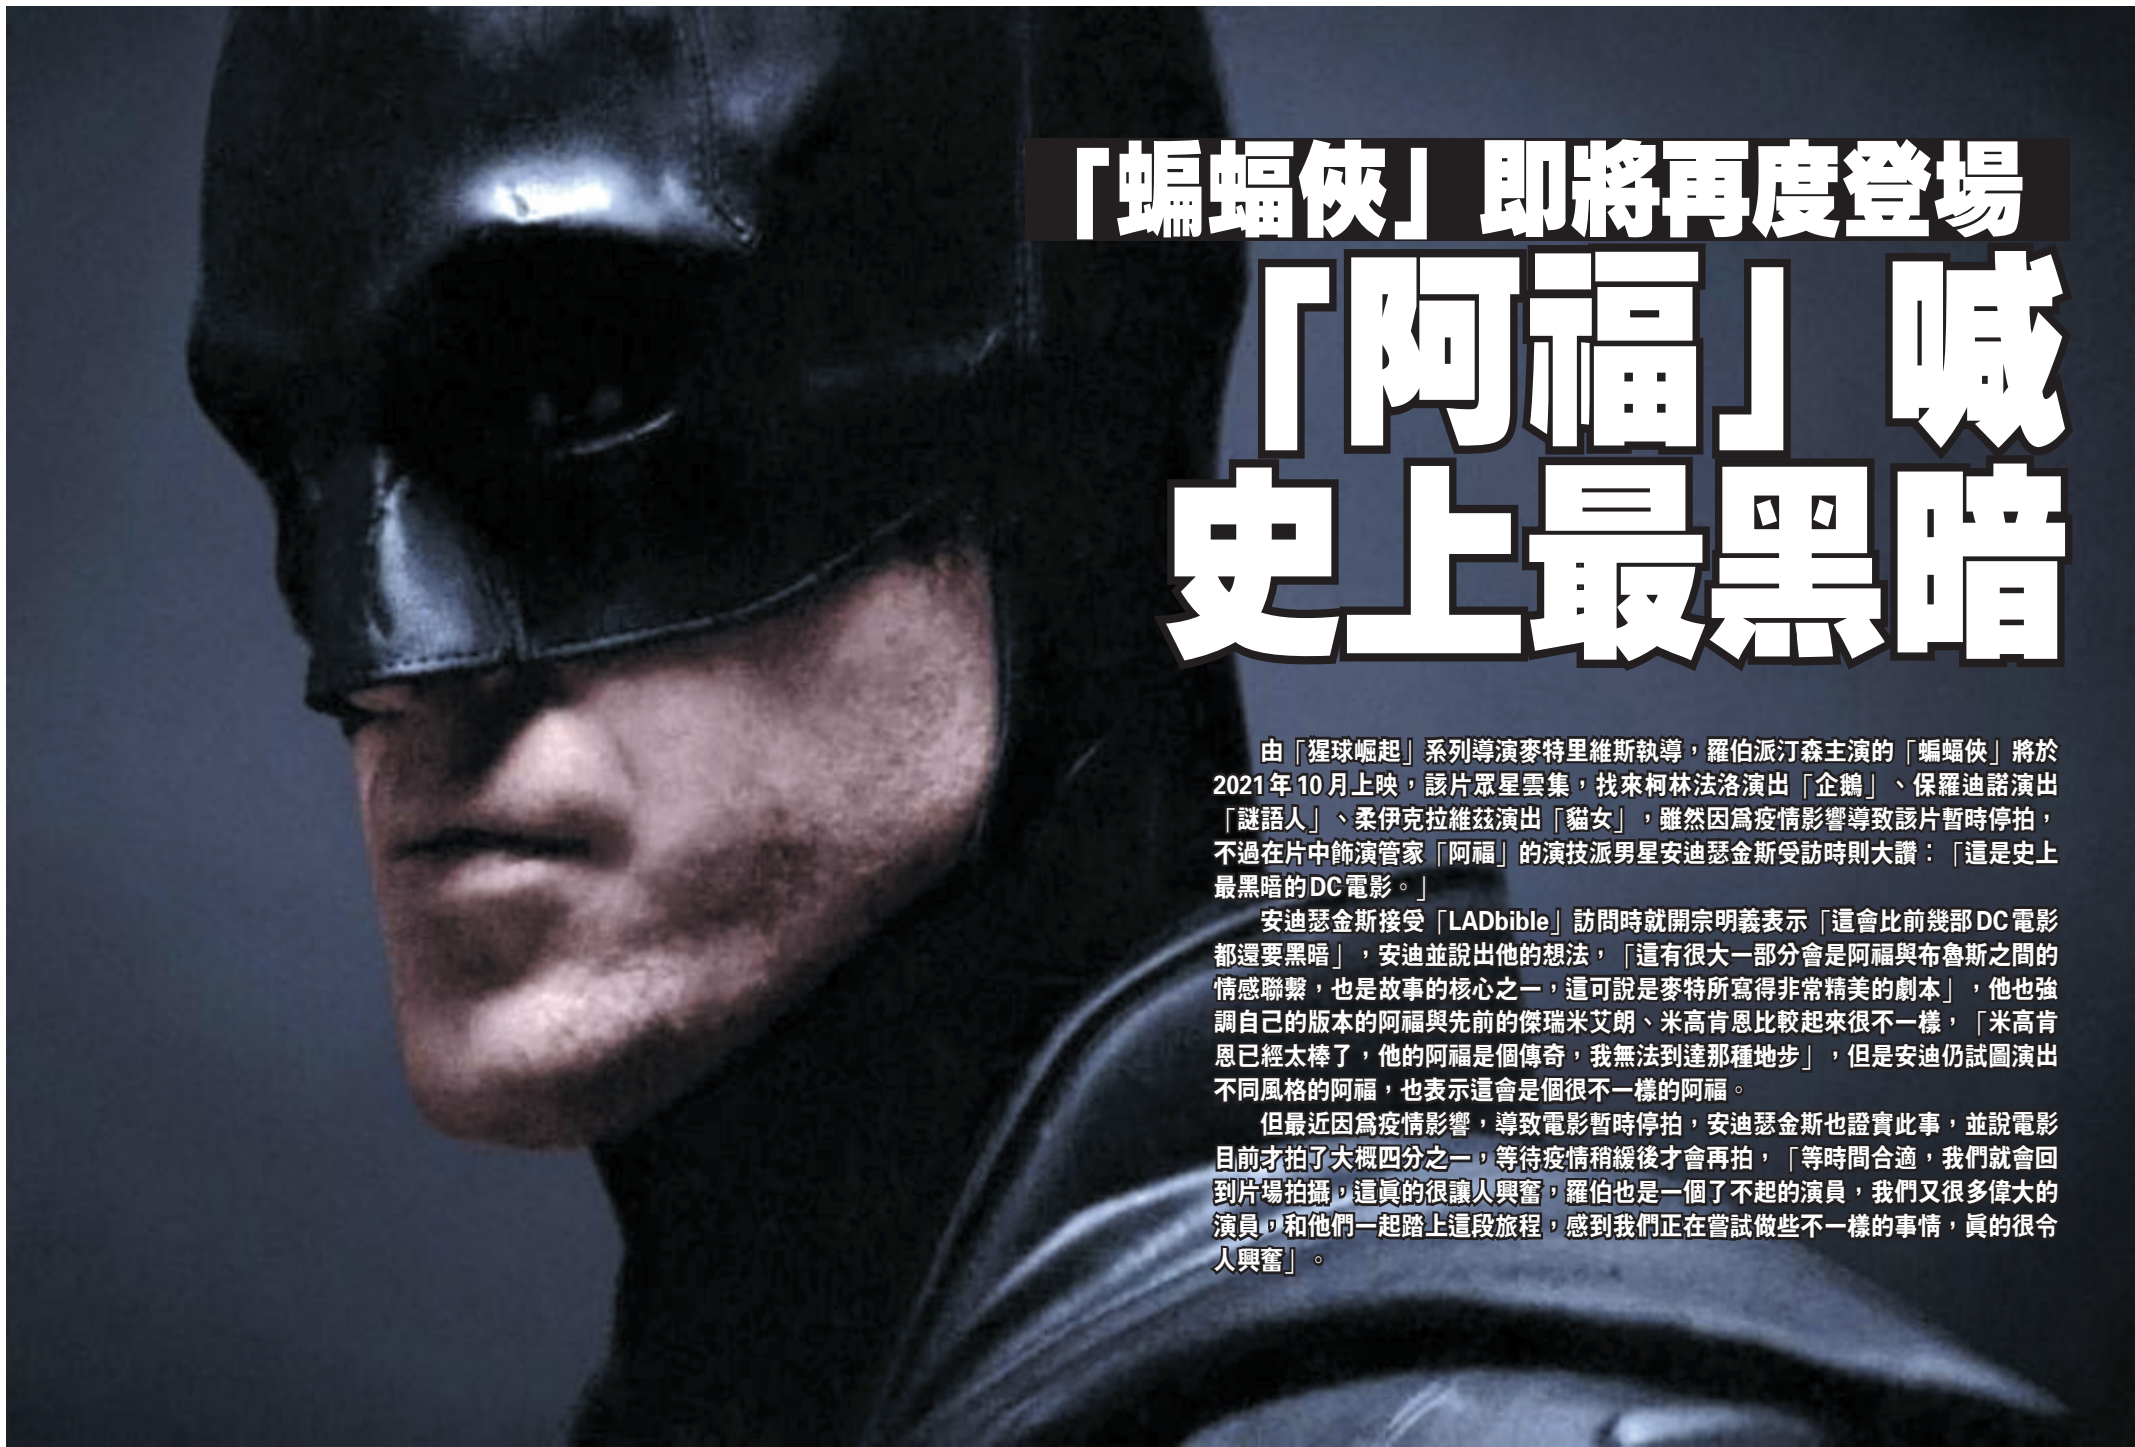 「蝙蝠俠」即將再度登場
「阿福」喊
史上最黑暗
由「猩球崛起」系列導演麥特里維斯執導，羅伯派汀森主演的「蝙蝠俠」將於
2021年10月上映，該片眾星雲集，找來柯林法洛演出「企鵝」、保羅迪諾演出
「謎語人」、柔伊克拉維茲演出「貓女」，雖然因為疫情影響導致該片暫時停拍，
不過在片中飾演管家「阿福」的演技派男星安迪瑟金斯受訪時則大讚：「這是史上
最黑暗的DC電影。」
安迪瑟金斯接受「LADbible」訪問時就開宗明義表示「這會比前幾部DC電影
都還要黑暗」，安迪並說出他的想法，「這有很大一部分會是阿福與布魯斯之間的
情感聯繫，也是故事的核心之一，這可說是麥特所寫得非常精美的劇本」，他也強
調自己的版本的阿福與先前的傑瑞米艾朗、米高肯恩比較起來很不一樣，「米高肯
恩已經太棒了，他的阿福是個傳奇，我無法到達那種地步」，但是安迪仍試圖演出
不同風格的阿福，也表示這會是個很不一樣的阿福。
但最近因為疫情影響，導致電影暫時停拍，安迪瑟金斯也證實此事，並說電影
目前才拍了大概四分之一，等待疫情稍緩後才會再拍，「等時間合適，我們就會回
到片場拍攝，這真的很讓人興奮，羅伯也是一個了不起的演員，我們又很多偉大的
演員，和他們一起踏上這段旅程，感到我們正在嘗試做些不一樣的事情，真的很令
人興奮」。